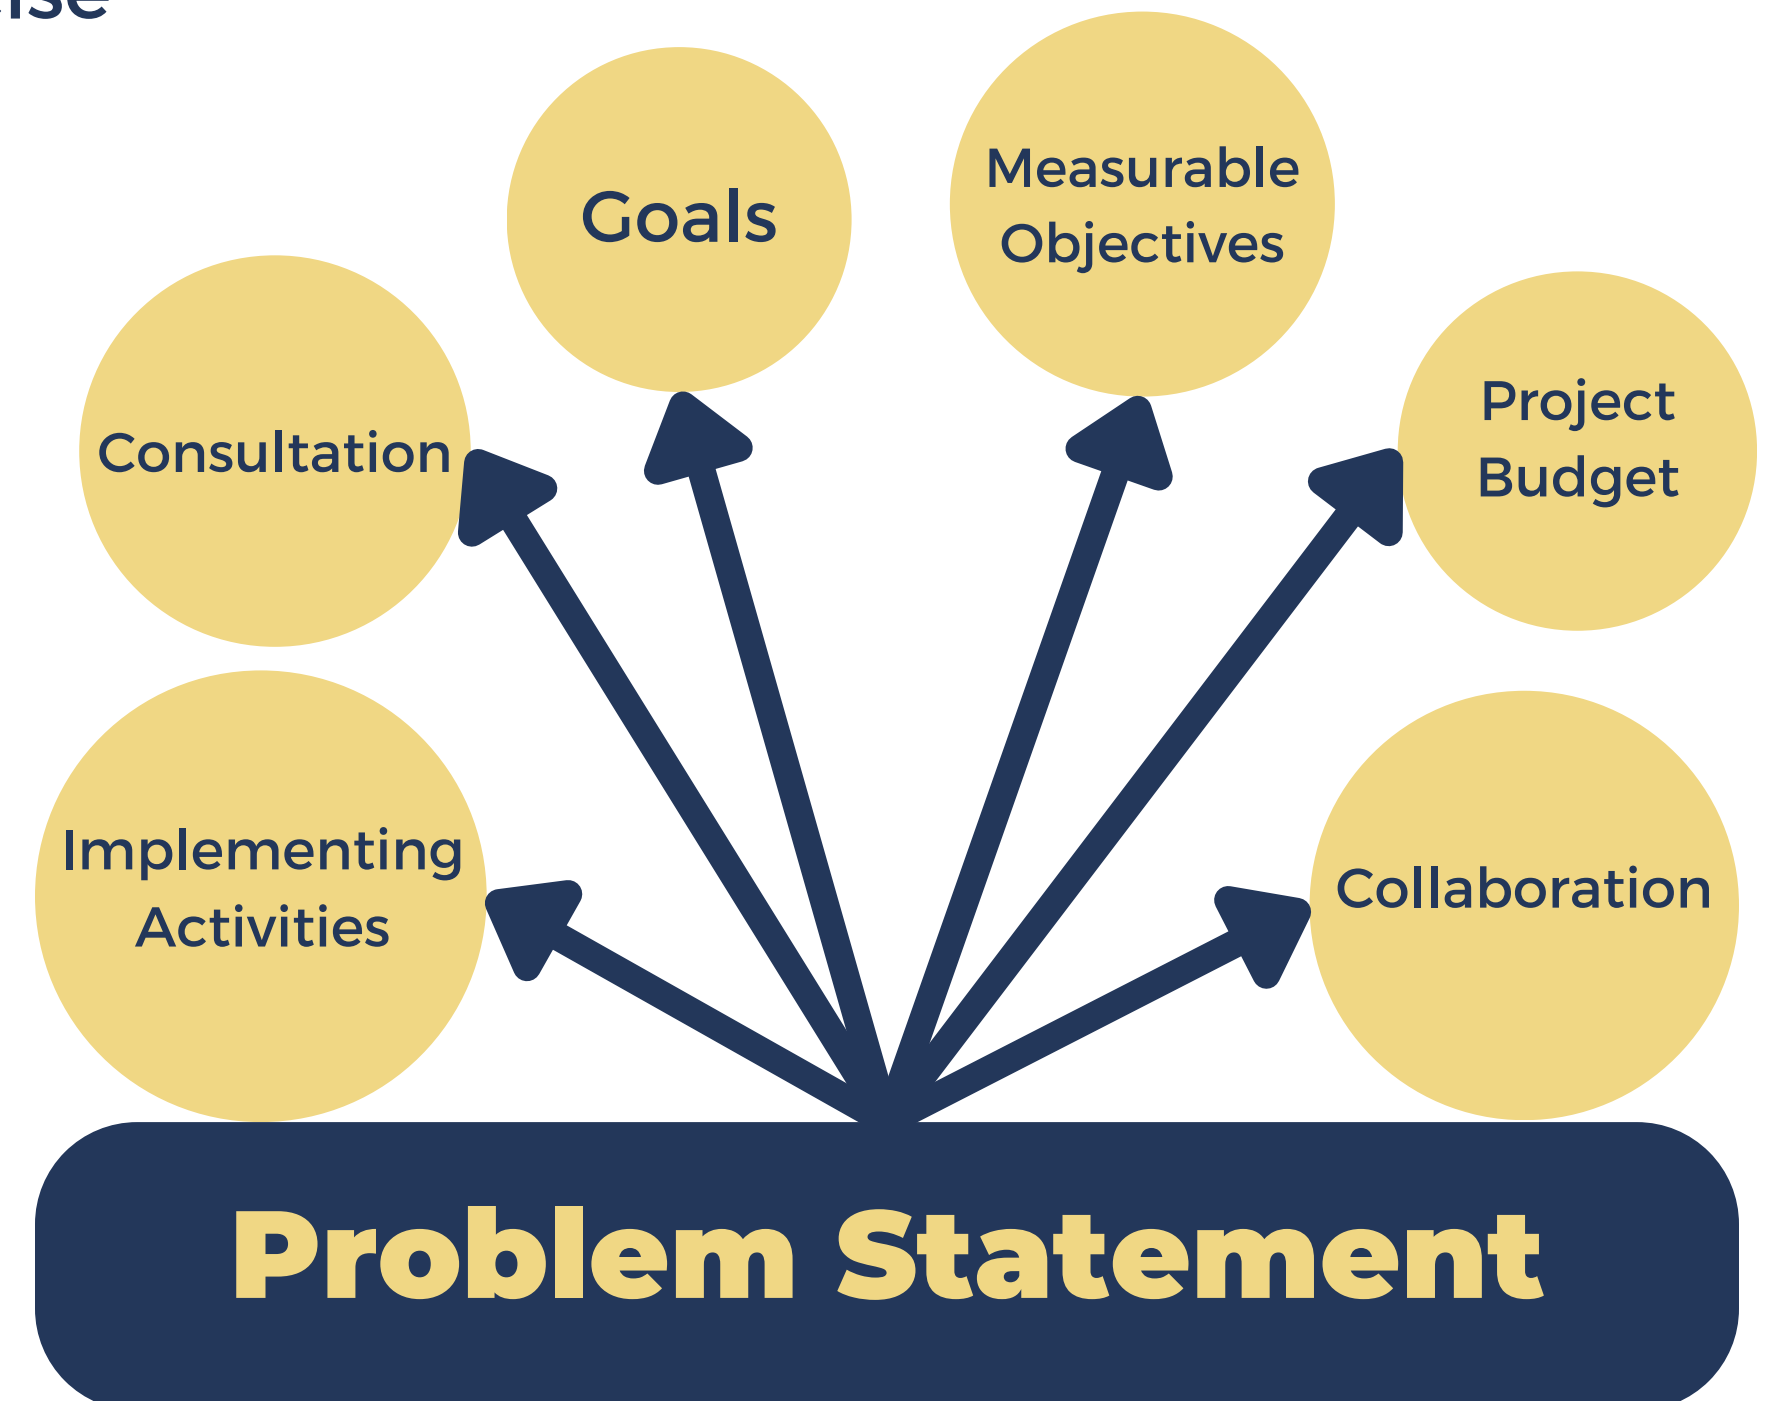 Goals
Measurable
Objectives
Consultation
Project
Budget
Implementing
Activities
Collaboration
Problem Statement